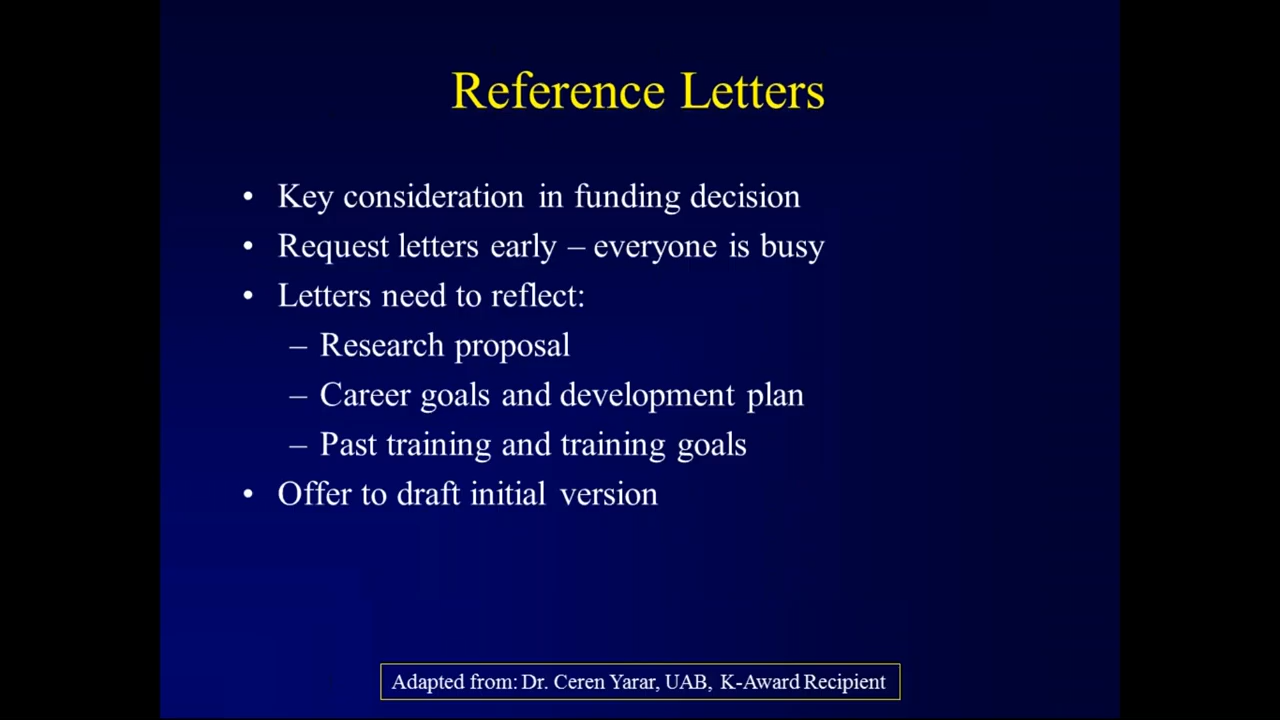 Reference Letters
• Key consideration in funding decision
• Request letters early – everyone is busy
• Letters need to reflect:
– Research proposal
– Career goals and development plan
– Past training and training goals
• Offer to draft initial version
Adapted from: Dr. Ceren Yarar, UAB, K-Award Recipient